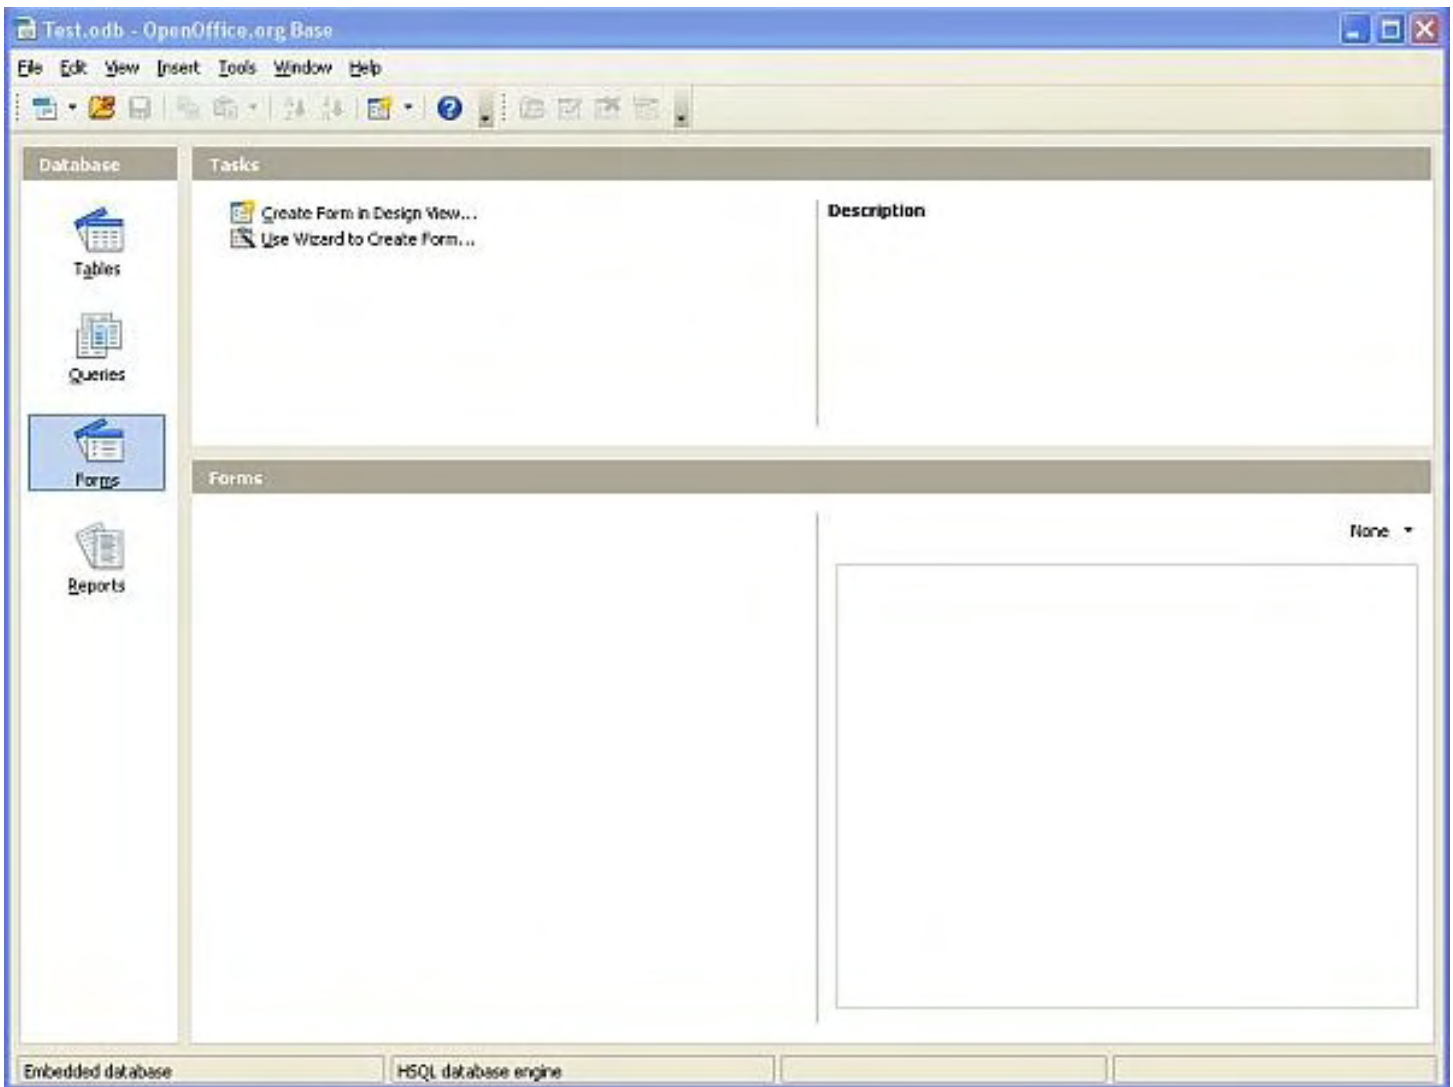 Test.odb - OpenOffice.org Base
File Edit View Insert Tools Window Help
Database
Tasks
Create Form in Design View...
Use Wizard to Create Form...
Description
Tables
Queries
Forms
Reports
Forms
None
Embedded database
HSQL database engine